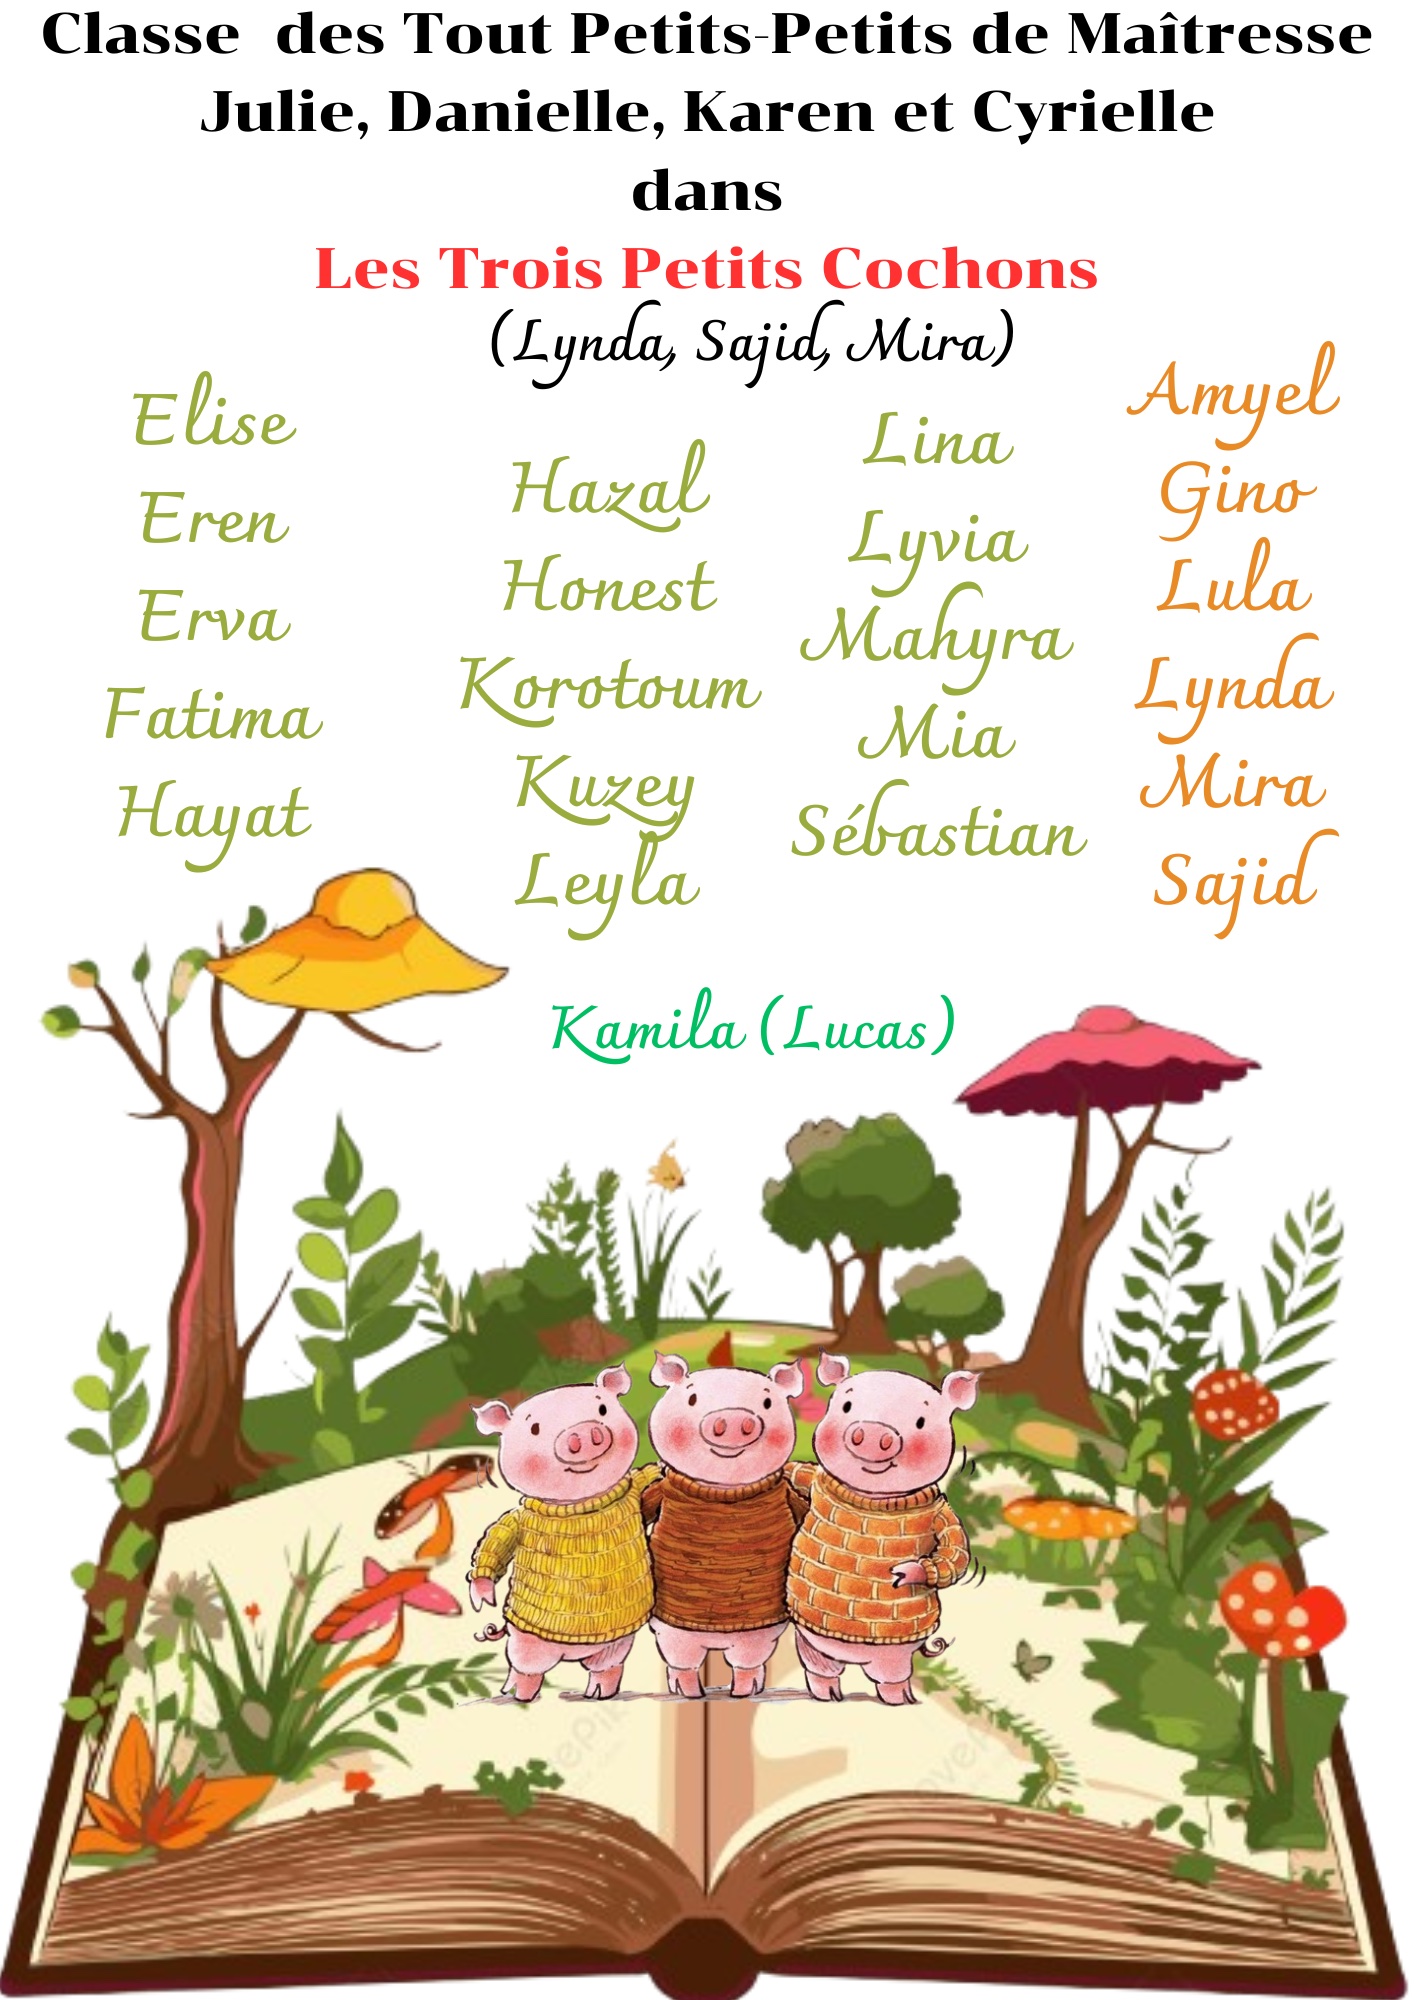 Classe des Tout Petits-Petits de Maîtresse
Julie, Danielle, Karen et Cyrielle
dans
Les Trois Petits Cochons
(Lynda, Sajid, Mira)
Elise
Eren
Erva
Fatima
Hayat
Hazal
Honest
Korotoum
Kuzey
Leyla
Lina
Lyvia
Mahyra
Mia
Sébastian
Amyel
Gino
Lula
Lynda
Mira
Sajid
Kamila (Lucas)